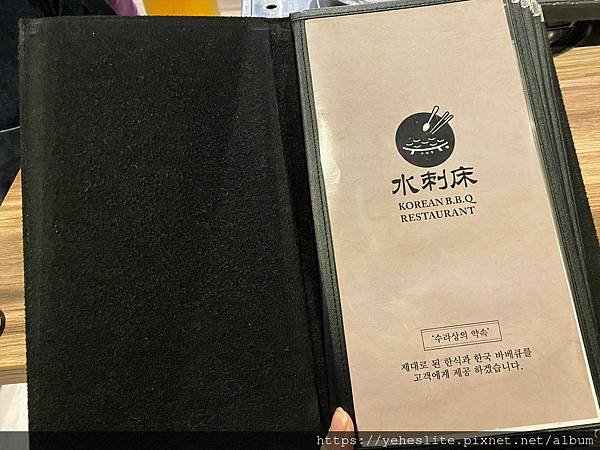 水剌床
KOREAN B.B.Q
RESTAURANT
'수라상의 약속'
제대로 된 한식과 한국 바베큐를
고객에게 제공 하겠습니다.
https://yeheslite.pixnet.net/album